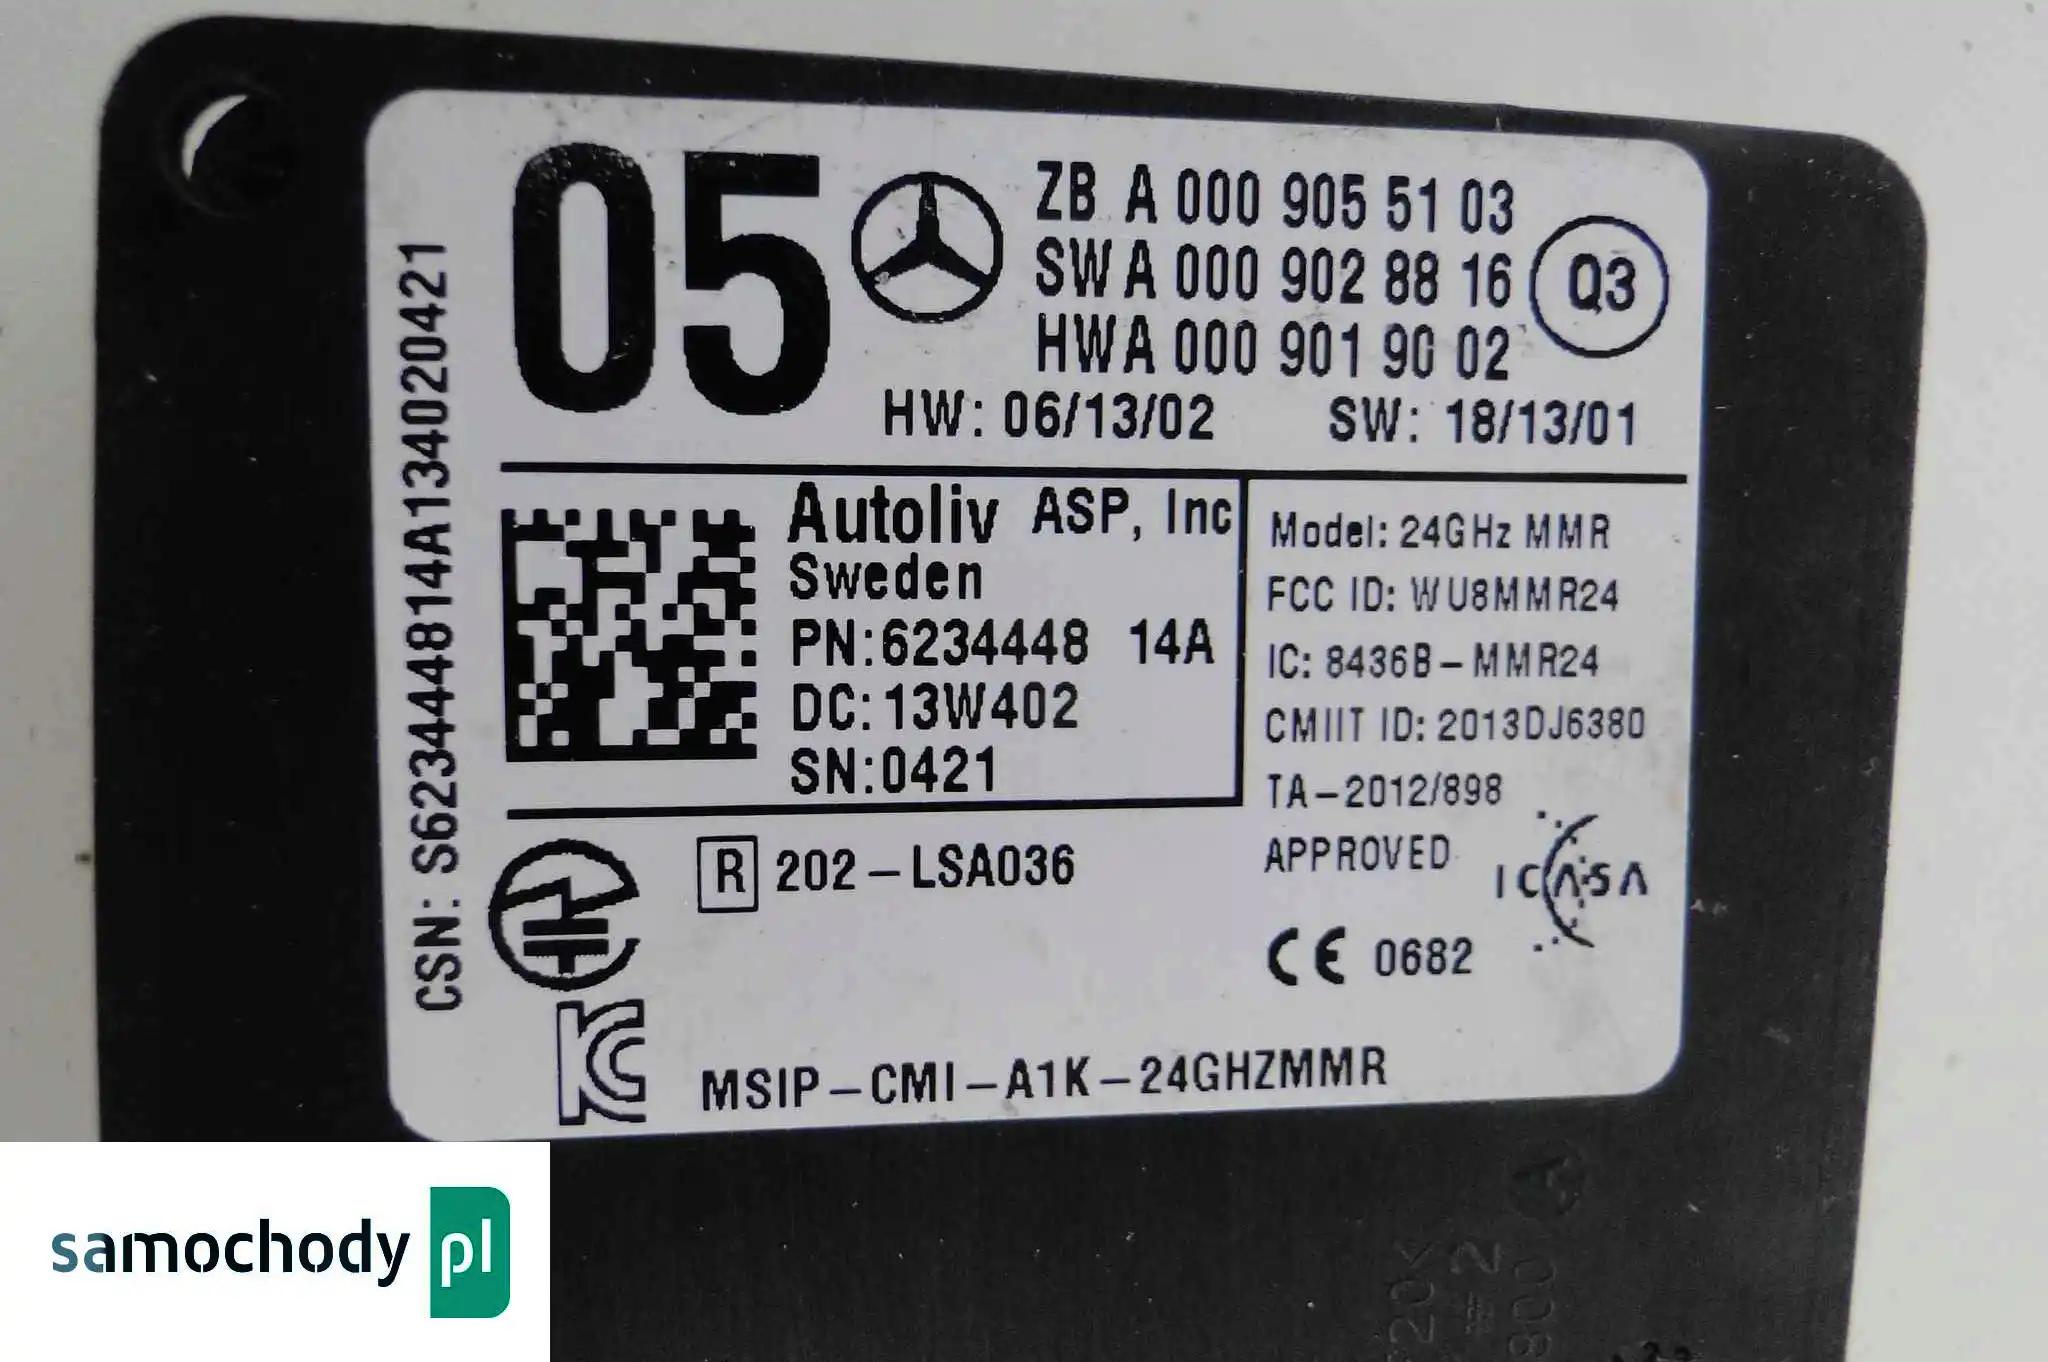 05
ZB A 000 905 51 03
SW A 000 902 88 16
HW A 000 901 90 02
Q3
HW: 06/13/02 SW: 18/13/01
CSN: S623444814A134020421
Autoliv ASP, Inc
Sweden
PN:6234448 14A
DC:13W402
SN:0421
Model: 24GHz MMR
FCC ID: WU8MMR24
IC: 8436B-MMR24
CMIIT ID: 2013DJ6380
TA-2012/898
APPROVED
ICASA
CE 0682
R 202-LSA036
KC
MSIP-CMI-A1K-24GHZMMR
samochody pl